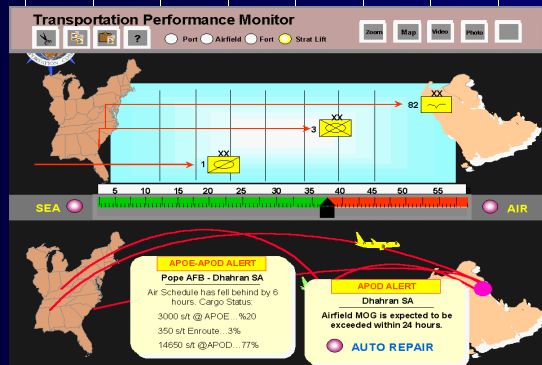 Transportation Performance Monitor
?
Port Airfield Fort Strat Lift
Zoom Map Video Photo
XX
82
XX
3
XX
1
5 10 15 20 25 30 35 40 45 50 55
SEA AIR
APOE-APOD ALERT
Pope AFB - Dhahran SA
Air Schedule has fell behind by 6
hours. Cargo Status:
3000 s/t @ APOE...%20
350 s/t Enroute...3%
14650 s/t @APOD...77%
APOD ALERT
Dhahran SA
Airfield MOG is expected to be
exceeded within 24 hours.
AUTO REPAIR